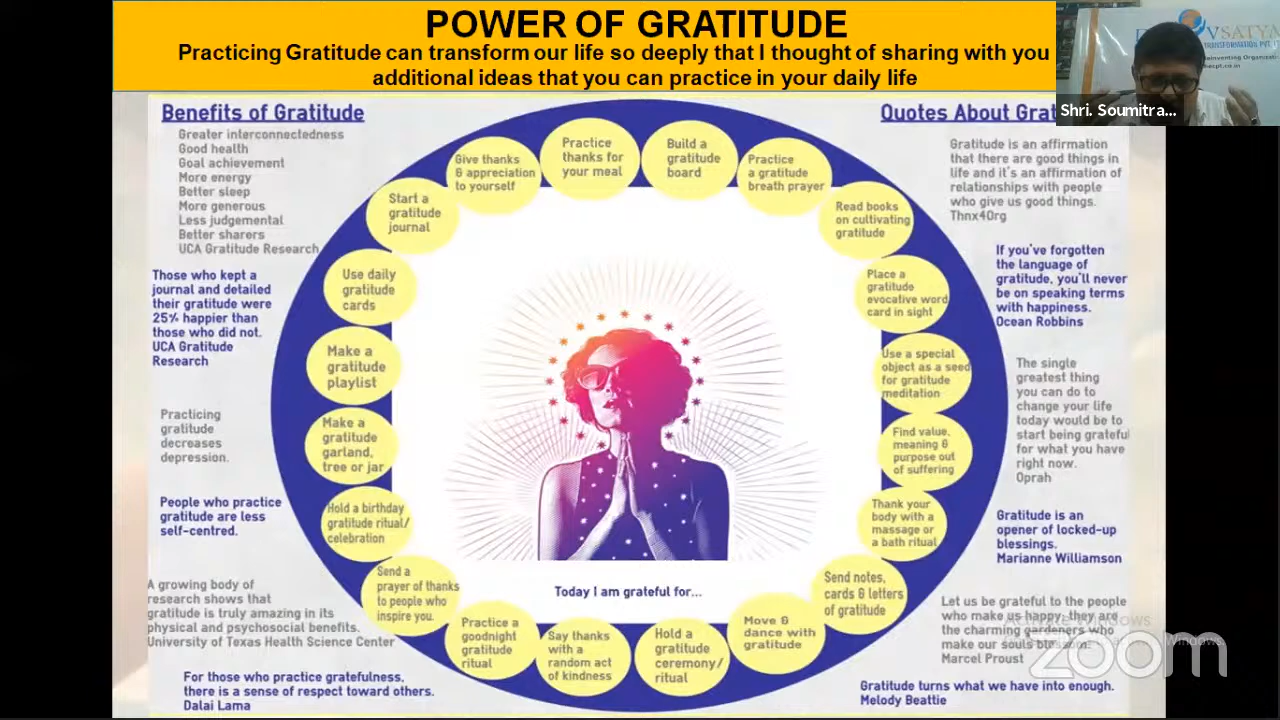 POWER OF GRATITUDE
Practicing Gratitude can transform our life so deeply that I thought of sharing with you
additional ideas that you can practice in your daily life
VSATYA
TRANSFORMATION PVT.
Shri. Soumitra...
Benefits of Gratitude
Greater interconnectedness
Good health
Goal achievement
More energy
Better sleep
More generous
Less judgemental
Better sharers
UCA Gratitude Research
Those who kept a
journal and detailed
their gratitude were
25% happier than
those who did not.
UCA Gratitude
Research
Practicing
gratitude
decreases
depression.
People who practice
gratitude are less
self-centred.
A growing body of
research shows that
gratitude is truly amazing in its
physical and psychosocial benefits.
University of Texas Health Science Center
For those who practice gratefulness,
there is a sense of respect toward others.
Dalai Lama
Give thanks
& appreciation
to yourself
Practice
thanks for
your meal
Build a
gratitude
board
Practice
a gratitude
breath prayer
Read books
on cultivating
gratitude
Place a
gratitude
evocative word
card in sight
Use a special
object as a seed
for gratitude
meditation
Find value,
meaning &
purpose out
of suffering
Thank your
body with a
massage or
a bath ritual
Send notes,
cards & letters
of gratitude
Move &
dance with
gratitude
Hold a
gratitude
ceremony/
ritual
Say thanks
with a
random act
of kindness
Practice a
goodnight
gratitude
ritual
Send a
prayer of thanks
to people who
inspire you.
Hold a birthday
gratitude ritual/
celebration
Make a
gratitude
garland,
tree or jar
Make a
gratitude
playlist
Use daily
gratitude
cards
Start a
gratitude
journal
Today I am grateful for...
Quotes About Grat
Gratitude is an affirmation
that there are good things in
life and it's an affirmation of
relationships with people
who give us good things.
Thnx4Org
If you've forgotten
the language of
gratitude, you'll never
be on speaking terms
with happiness.
Ocean Robbins
The single
greatest thing
you can do to
change your life
today would be to
start being grateful
for what you have
right now.
Oprah
Gratitude is an
opener of locked-up
blessings.
Marianne Williamson
Let us be grateful to the people
who make us happy; they are
the charming gardeners who
make our souls blossom.
Marcel Proust
Gratitude turns what we have into enough.
Melody Beattie
zoom